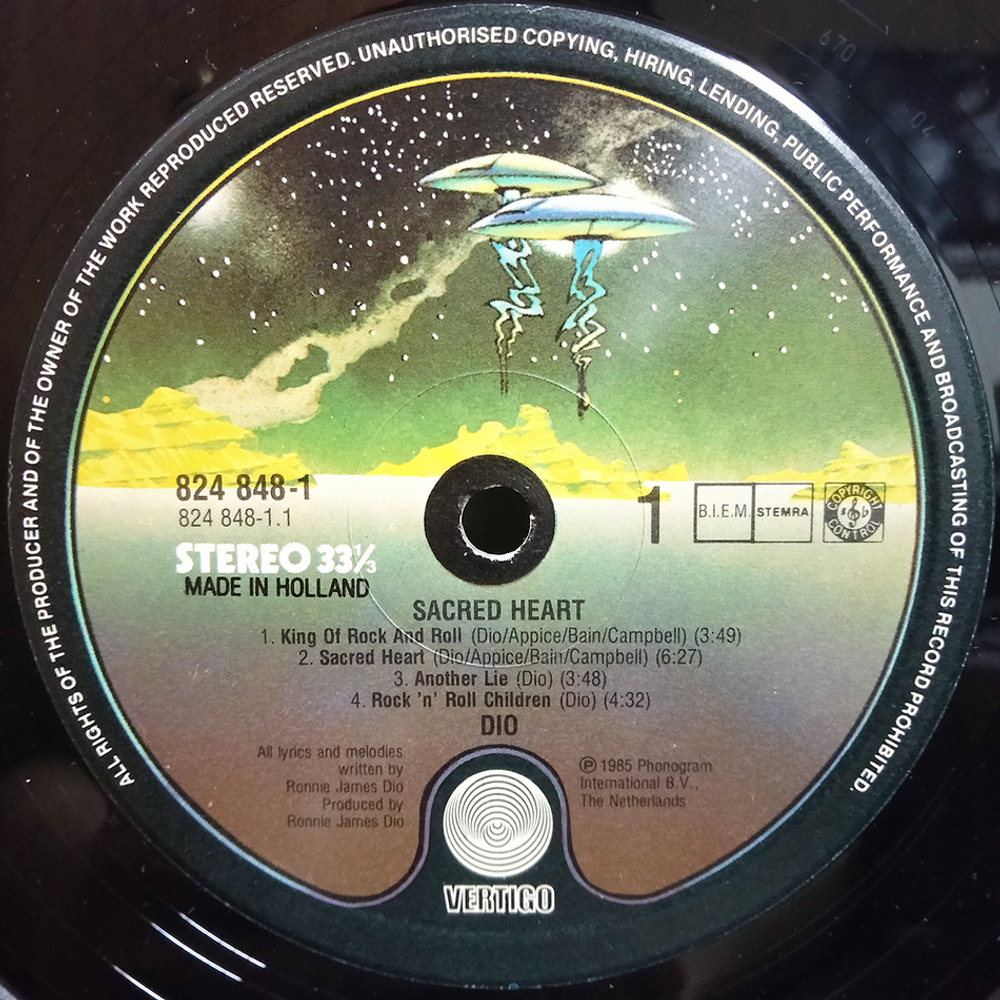 ALL RIGHTS OF THE PRODUCER AND OF THE OWNER OF THE WORK REPRODUCED RESERVED. UNAUTHORISED COPYING, HIRING, LENDING, PUBLIC PERFORMANCE AND BROADCASTING OF THIS RECORD PROHIBITED.
670
04
824 848-1
824 848-1.1
STEREO 33⅓
MADE IN HOLLAND
1
B.I.E.M. STEMRA
COPYRIGHT CONTROL
SACRED HEART
1. King Of Rock And Roll (Dio/Appice/Bain/Campbell) (3:49)
2. Sacred Heart (Dio/Appice/Bain/Campbell) (6:27)
3. Another Lie (Dio) (3:48)
4. Rock 'n' Roll Children (Dio) (4:32)
DIO
All lyrics and melodies
written by
Ronnie James Dio
Produced by
Ronnie James Dio
℗ 1985 Phonogram
International B.V.,
The Netherlands
VERTIGO